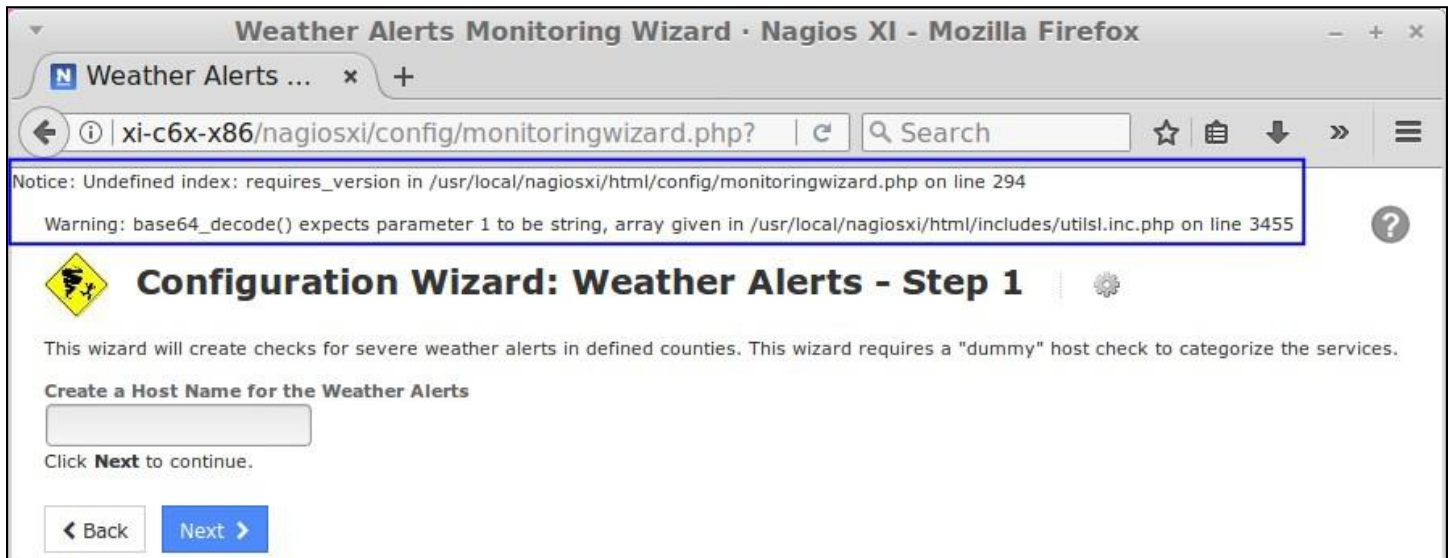 Weather Alerts Monitoring Wizard · Nagios XI - Mozilla Firefox
N Weather Alerts ... × +
xi-c6x-x86/nagiosxi/config/monitoringwizard.php? Search
Notice: Undefined index: requires_version in /usr/local/nagiosxi/html/config/monitoringwizard.php on line 294
Warning: base64_decode() expects parameter 1 to be string, array given in /usr/local/nagiosxi/html/includes/utilsl.inc.php on line 3455
?
Configuration Wizard: Weather Alerts - Step 1
This wizard will create checks for severe weather alerts in defined counties. This wizard requires a "dummy" host check to categorize the services.
Create a Host Name for the Weather Alerts
Click Next to continue.
Back Next